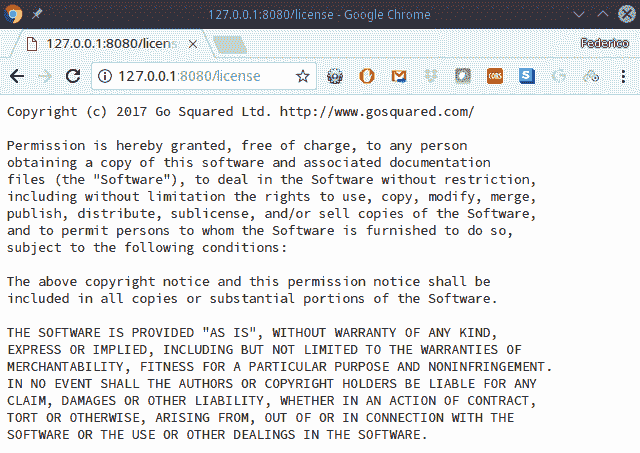 127.0.0.1:8080/license - Google Chrome
127.0.0.1:8080/licens
Federico
127.0.0.1:8080/license
CORS
S
Copyright (c) 2017 Go Squared Ltd. http://www.gosquared.com/
Permission is hereby granted, free of charge, to any person
obtaining a copy of this software and associated documentation
files (the "Software"), to deal in the Software without restriction,
including without limitation the rights to use, copy, modify, merge,
publish, distribute, sublicense, and/or sell copies of the Software,
and to permit persons to whom the Software is furnished to do so,
subject to the following conditions:
The above copyright notice and this permission notice shall be
included in all copies or substantial portions of the Software.
THE SOFTWARE IS PROVIDED "AS IS", WITHOUT WARRANTY OF ANY KIND,
EXPRESS OR IMPLIED, INCLUDING BUT NOT LIMITED TO THE WARRANTIES OF
MERCHANTABILITY, FITNESS FOR A PARTICULAR PURPOSE AND NONINFRINGEMENT.
IN NO EVENT SHALL THE AUTHORS OR COPYRIGHT HOLDERS BE LIABLE FOR ANY
CLAIM, DAMAGES OR OTHER LIABILITY, WHETHER IN AN ACTION OF CONTRACT,
TORT OR OTHERWISE, ARISING FROM, OUT OF OR IN CONNECTION WITH THE
SOFTWARE OR THE USE OR OTHER DEALINGS IN THE SOFTWARE.